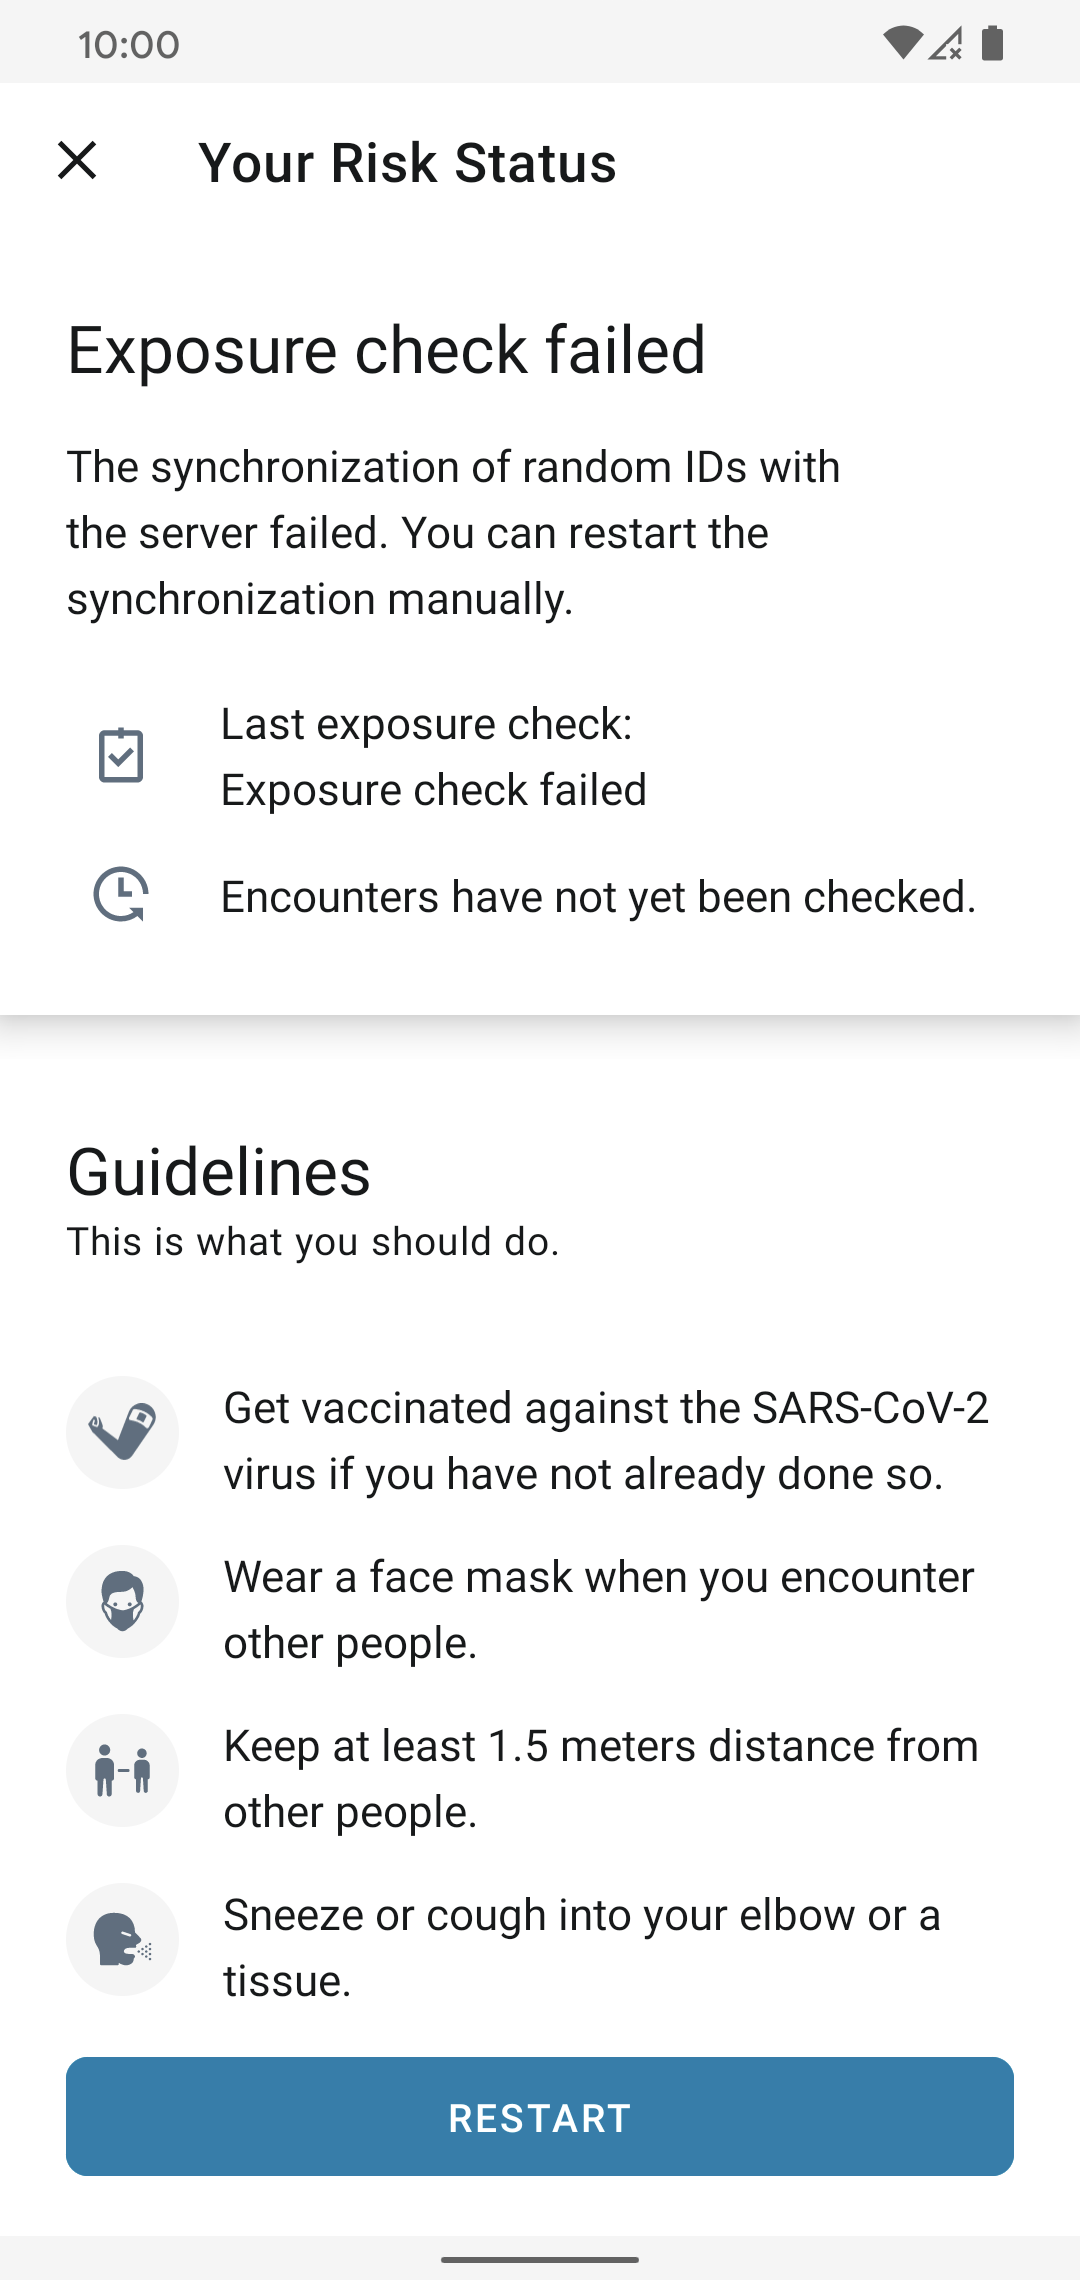 10:00
Your Risk Status
Exposure check failed
The synchronization of random IDs with
the server failed. You can restart the
synchronization manually.
Last exposure check:
Exposure check failed
Encounters have not yet been checked.
Guidelines
This is what you should do.
Get vaccinated against the SARS-CoV-2
virus if you have not already done so.
Wear a face mask when you encounter
other people.
Keep at least 1.5 meters distance from
other people.
Sneeze or cough into your elbow or a
tissue.
RESTART